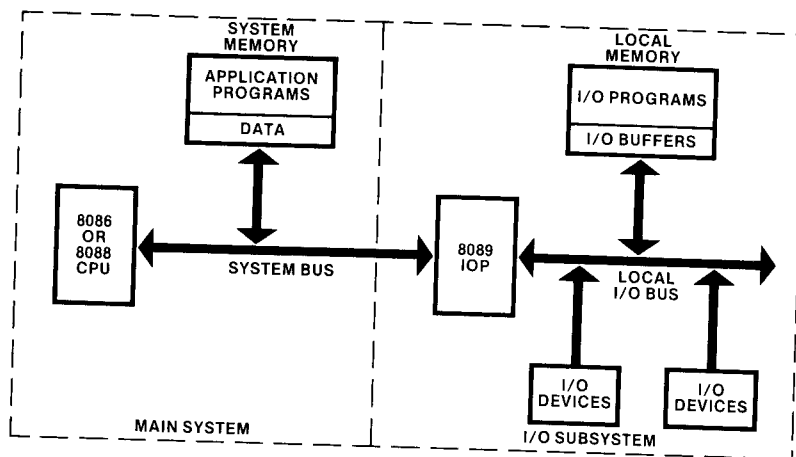 SYSTEM
MEMORY
APPLICATION
PROGRAMS
DATA
8086
OR
8088
CPU
SYSTEM BUS
MAIN SYSTEM
LOCAL
MEMORY
I/O PROGRAMS
I/O BUFFERS
8089
IOP
LOCAL
I/O BUS
I/O
DEVICES
I/O
DEVICES
I/O SUBSYSTEM